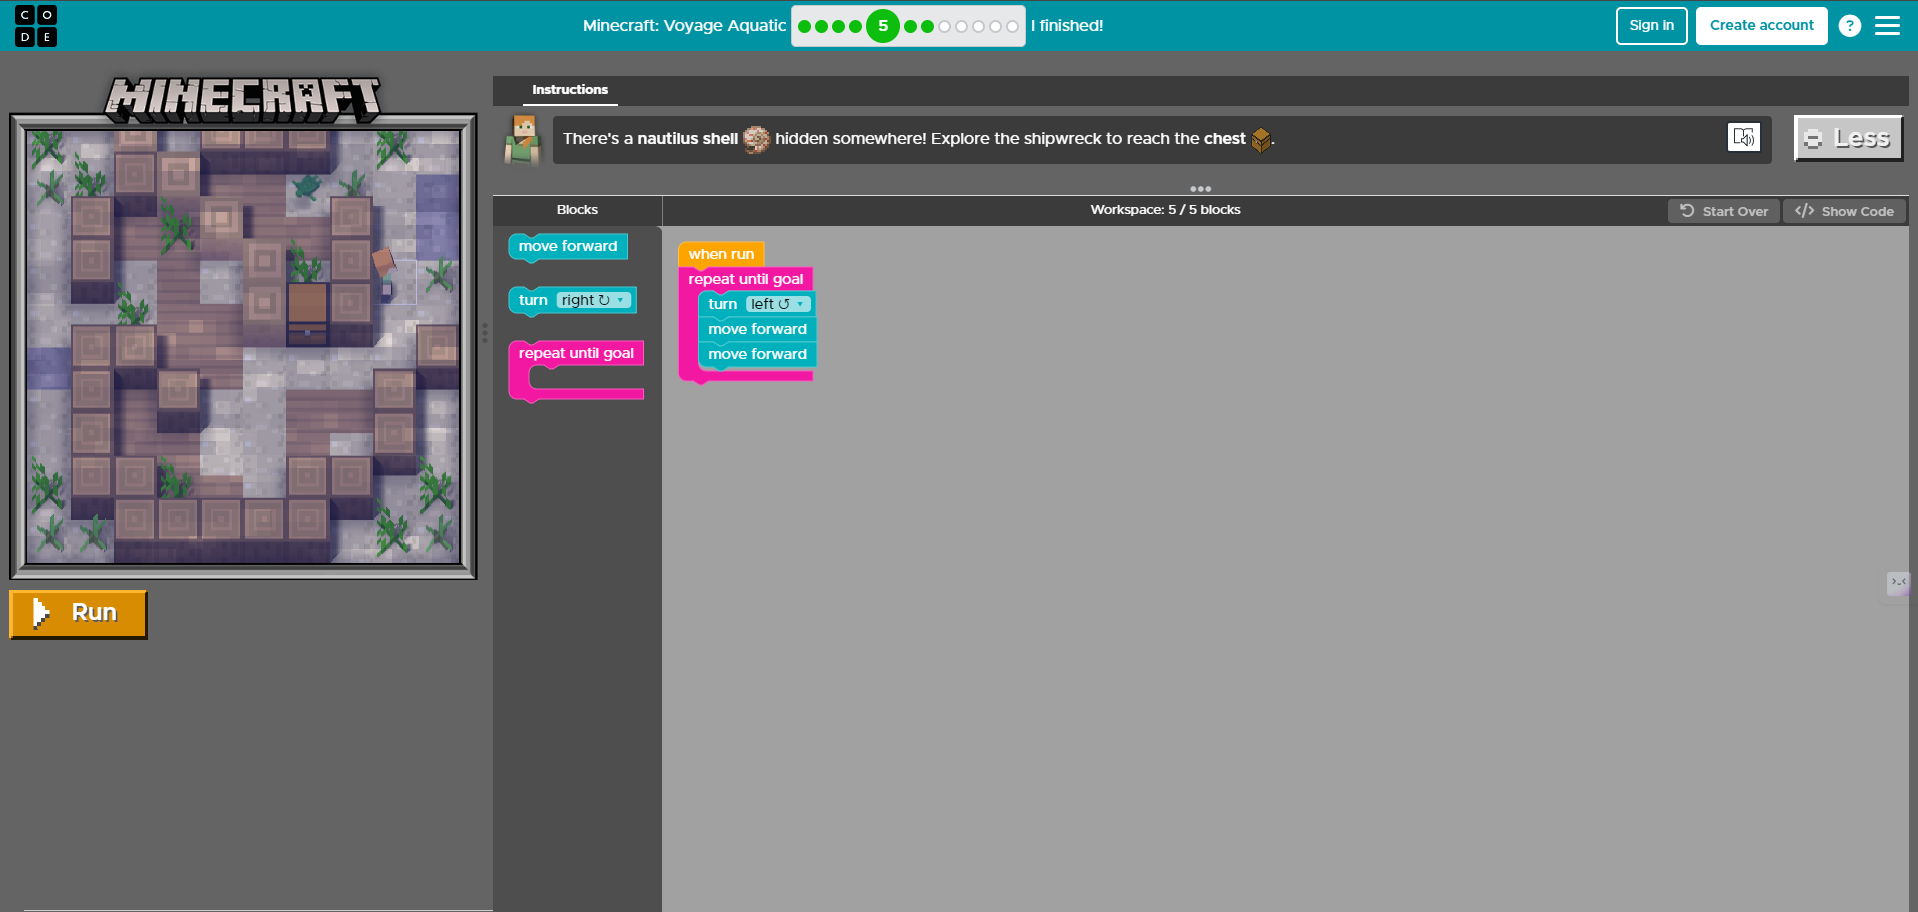 C O
D E
Minecraft: Voyage Aquatic
5
I finished!
Sign in
Create account
?
MINECRAFT
Instructions
There's a nautilus shell hidden somewhere! Explore the shipwreck to reach the chest .
Less
Blocks
Workspace: 5 / 5 blocks
Start Over
</> Show Code
move forward
turn right ↻
repeat until goal
when run
repeat until goal
turn left ↺
move forward
move forward
Run